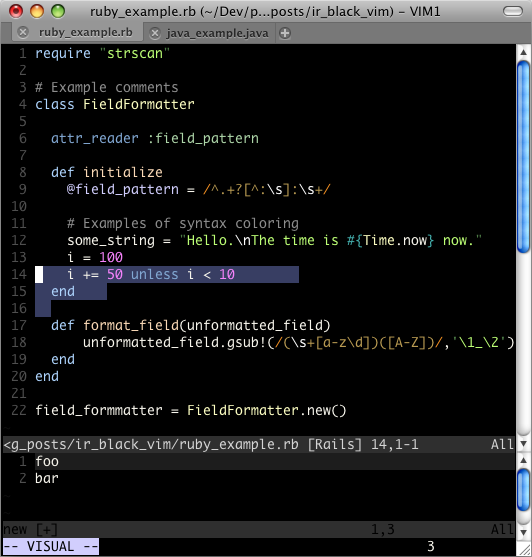 ruby_example.rb (~/Dev/p...posts/ir_black_vim) - VIM1
ruby_example.rb java_example.java
1 require "strscan"
2
3 # Example comments
4 class FieldFormatter
5
6   attr_reader :field_pattern
7
8   def initialize
9     @field_pattern = /^.+?[^:\s]:\s+/
10
11     # Examples of syntax coloring
12     some_string = "Hello.\nThe time is #{Time.now} now."
13     i = 100
14     i += 50 unless i < 10
15   end
16
17   def format_field(unformatted_field)
18       unformatted_field.gsub!(/(\s+[a-z\d])([A-Z])/,'\1_\2')
19   end
20 end
21
22 field_formmatter = FieldFormatter.new()
~
<g_posts/ir_black_vim/ruby_example.rb [Rails] 14,1-1 All
1 foo
2 bar
~
~
new [+] 1,3 All
-- VISUAL -- 3